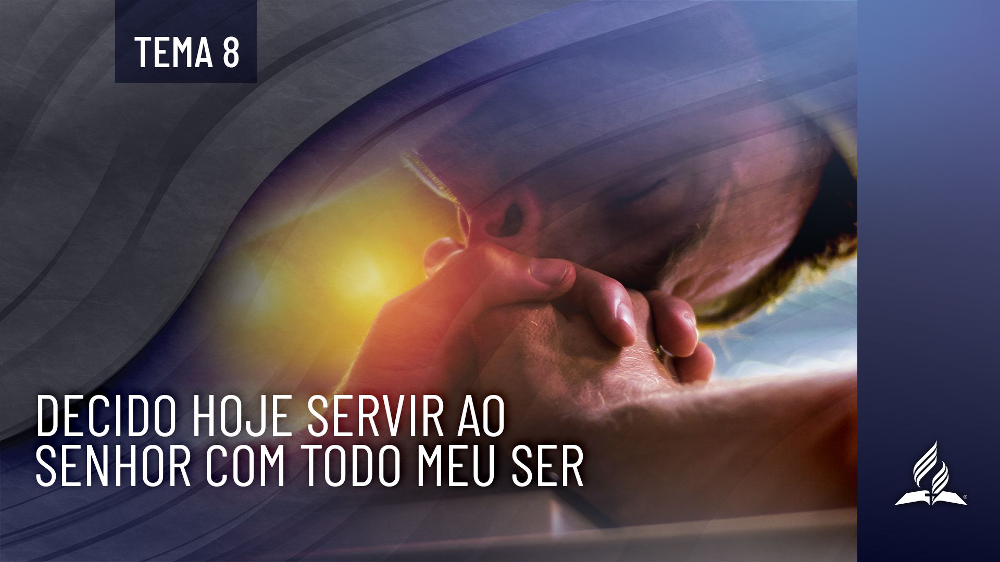 TEMA 8
DECIDO HOJE SERVIR AO
SENHOR COM TODO MEU SER
®